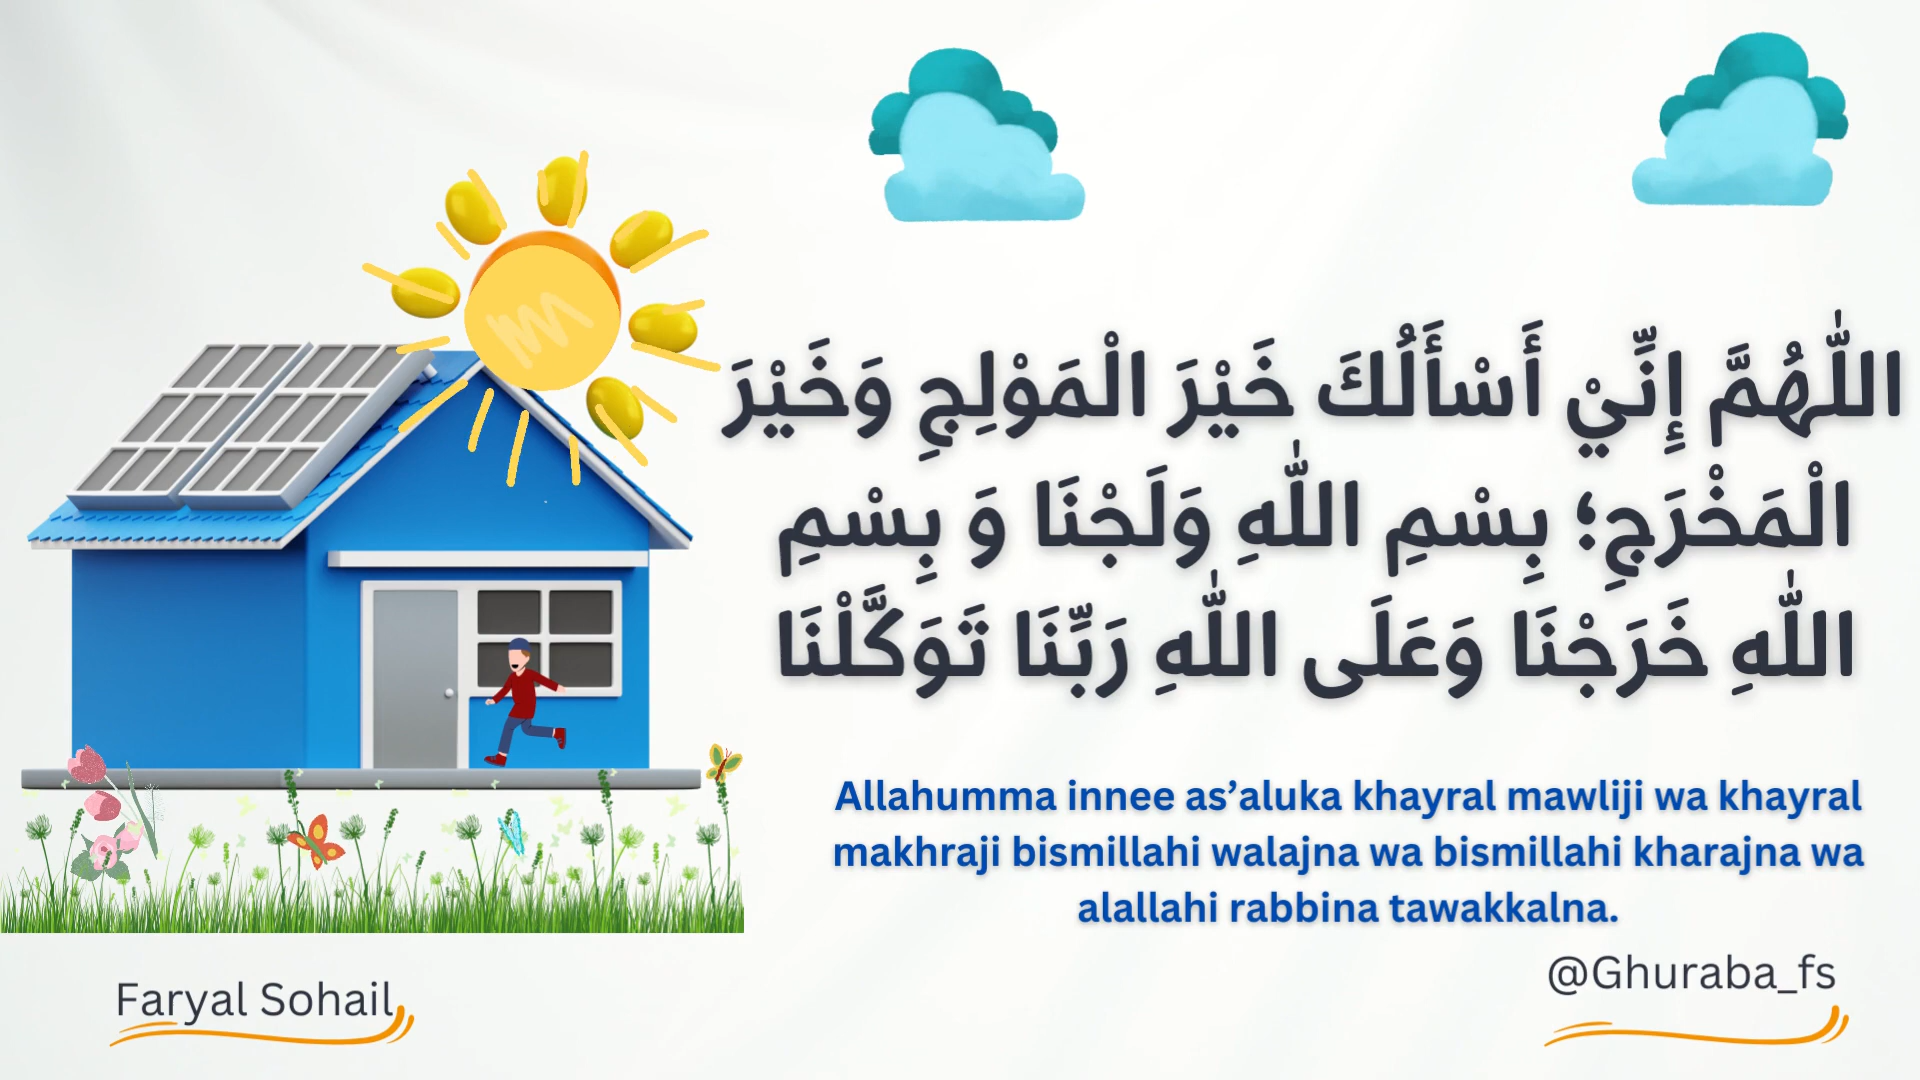 اللّٰهُمَّ إِنِّيْ أَسْأَلُكَ خَيْرَ الْمَوْلِجِ وَخَيْرَ
الْمَخْرَجِ؛ بِسْمِ اللّٰهِ وَلَجْنَا وَ بِسْمِ
اللّٰهِ خَرَجْنَا وَعَلَى اللّٰهِ رَبِّنَا تَوَكَّلْنَا
Allahumma innee as’aluka khayral mawliji wa khayral
makhraji bismillahi walajna wa bismillahi kharajna wa
alallahi rabbina tawakkalna.
@Ghuraba_fs
Faryal Sohail